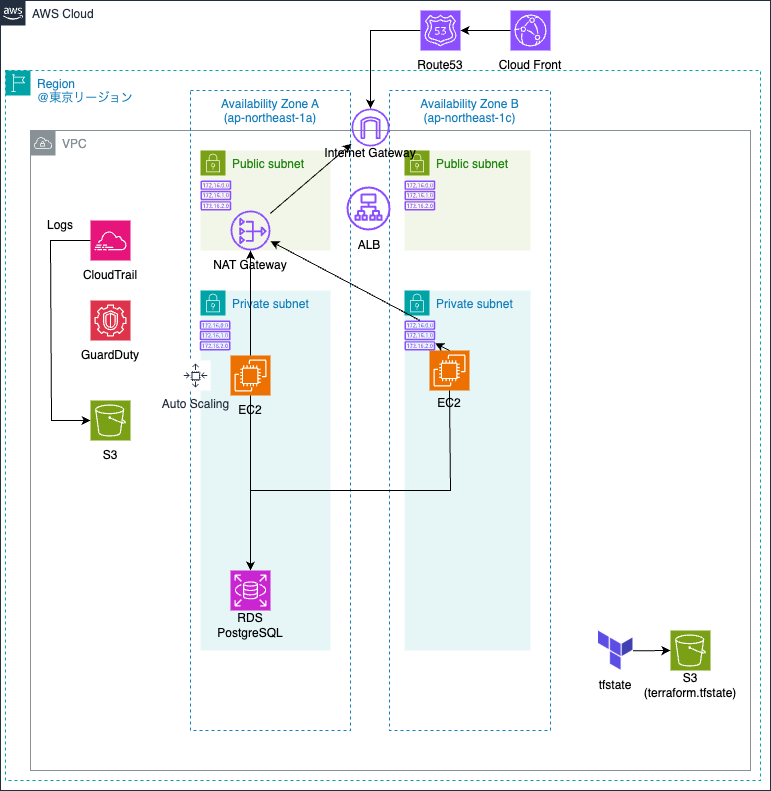 aws
AWS Cloud
53
Route53
Cloud Front
Region
@東京リージョン
Availability Zone A
(ap-northeast-1a)
Availability Zone B
(ap-northeast-1c)
VPC
Internet Gateway
Public subnet
172.16.0.0
172.16.1.0
172.16.2.0
Public subnet
172.16.0.0
172.16.1.0
172.16.2.0
Logs
CloudTrail
NAT Gateway
ALB
GuardDuty
Private subnet
172.16.0.0
172.16.1.0
172.16.2.0
Private subnet
172.16.0.0
172.16.1.0
172.16.2.0
Auto Scaling
EC2
EC2
S3
RDS
PostgreSQL
tfstate
S3
(terraform.tfstate)